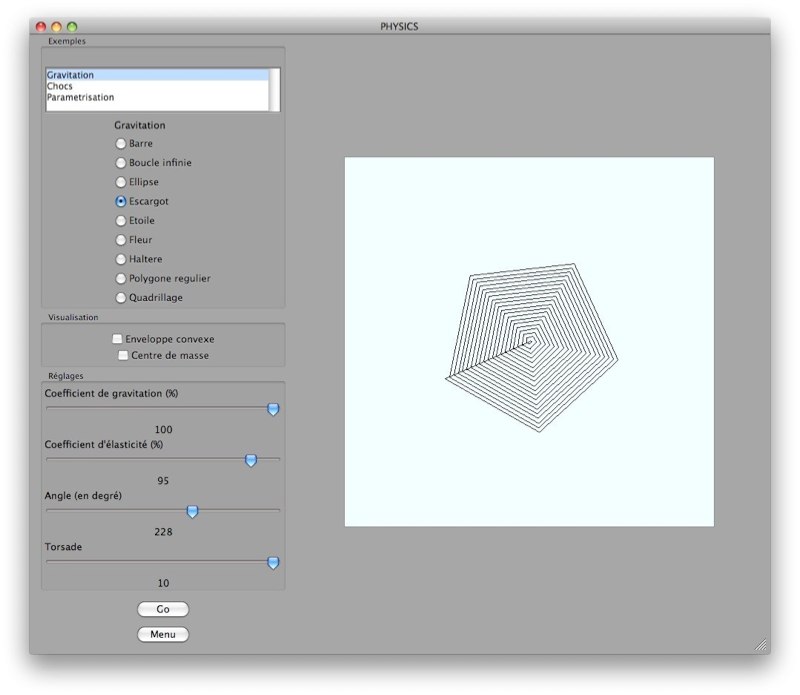 PHYSICS
Exemples
Gravitation
Chocs
Parametrisation
Gravitation
Barre
Boucle infinie
Ellipse
Escargot
Etoile
Fleur
Haltere
Polygone regulier
Quadrillage
Visualisation
Enveloppe convexe
Centre de masse
Réglages
Coefficient de gravitation (%)
100
Coefficient d'élasticité (%)
95
Angle (en degré)
228
Torsade
10
Go
Menu